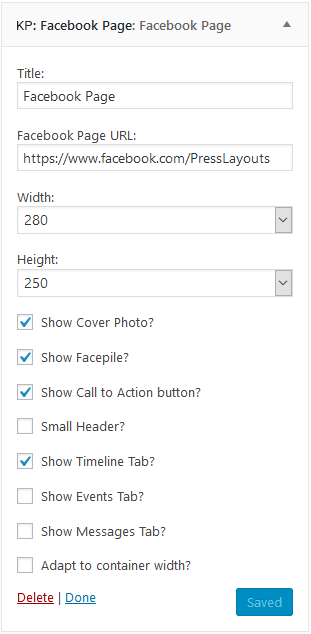 KP: Facebook Page: Facebook Page
Title:
Facebook Page
Facebook Page URL:
https://www.facebook.com/PressLayouts
Width:
280
Height:
250
Show Cover Photo?
Show Facepile?
Show Call to Action button?
Small Header?
Show Timeline Tab?
Show Events Tab?
Show Messages Tab?
Adapt to container width?
Delete | Done
Saved